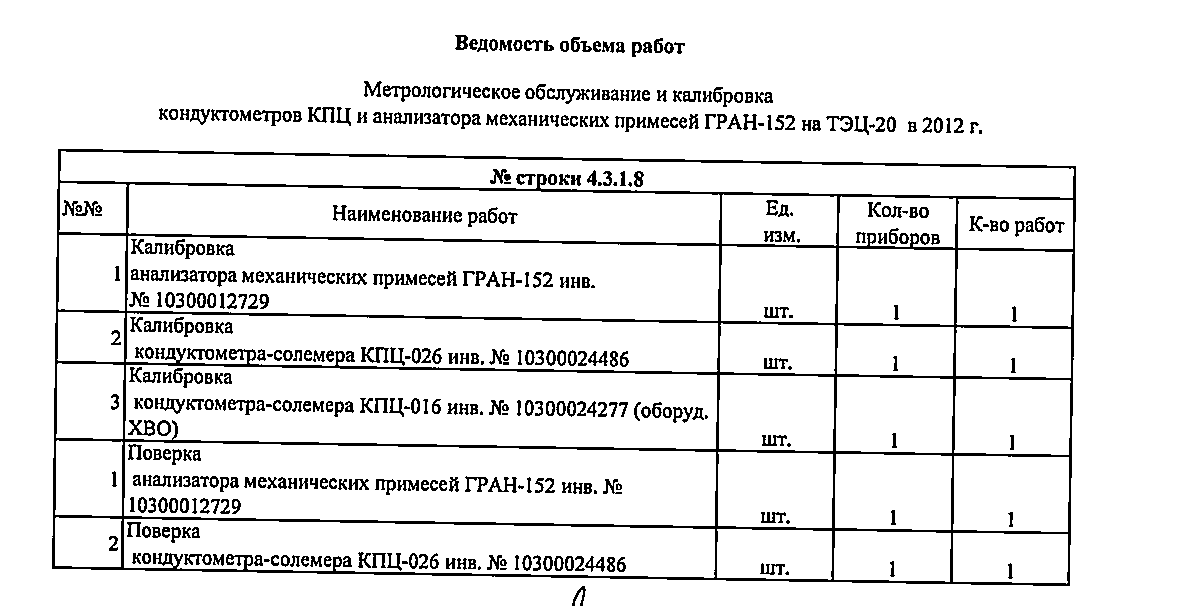 Ведомость объема работ
Метрологическое обслуживание и калибровка
кондуктометров КПЦ и анализатора механических примесей ГРАН-152 на ТЭЦ-20 в 2012 г.
№ строки 4.3.1.8
№№ Наименование работ Ед. изм. Кол-во приборов К-во работ
Калибровка
1 анализатора механических примесей ГРАН-152 инв.
№ 10300012729 шт. 1 1
2 Калибровка
кондуктометра-солемера КПЦ-026 инв. № 10300024486 шт. 1 1
Калибровка
3 кондуктометра-солемера КПЦ-016 инв. № 10300024277 (оборуд.
ХВО) шт. 1 1
Поверка
1 анализатора механических примесей ГРАН-152 инв. №
10300012729 шт. 1 1
2 Поверка
кондуктометра-солемера КПЦ-026 инв. № 10300024486 шт. 1 1